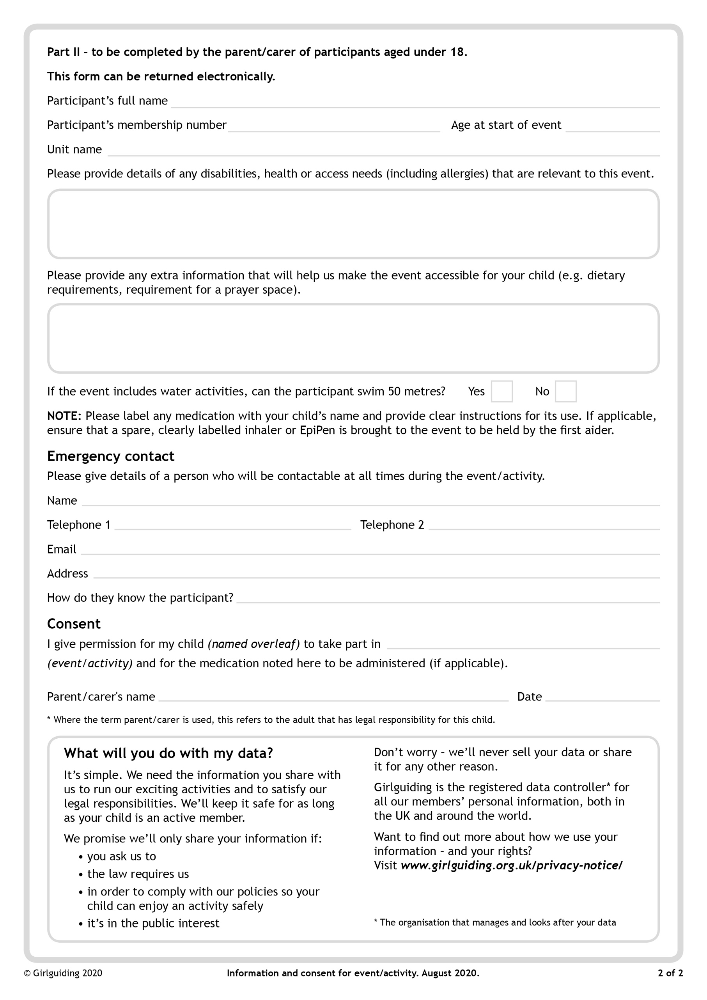 Part II – to be completed by the parent/carer of participants aged under 18.
This form can be returned electronically.
Participant’s full name
Participant’s membership number Age at start of event
Unit name
Please provide details of any disabilities, health or access needs (including allergies) that are relevant to this event.
Please provide any extra information that will help us make the event accessible for your child (e.g. dietary
requirements, requirement for a prayer space).
If the event includes water activities, can the participant swim 50 metres? Yes No
NOTE: Please label any medication with your child’s name and provide clear instructions for its use. If applicable,
ensure that a spare, clearly labelled inhaler or EpiPen is brought to the event to be held by the first aider.
Emergency contact
Please give details of a person who will be contactable at all times during the event/activity.
Name
Telephone 1 Telephone 2
Email
Address
How do they know the participant?
Consent
I give permission for my child (named overleaf) to take part in
(event/activity) and for the medication noted here to be administered (if applicable).
Parent/carer's name Date
* Where the term parent/carer is used, this refers to the adult that has legal responsibility for this child.
What will you do with my data?
It’s simple. We need the information you share with
us to run our exciting activities and to satisfy our
legal responsibilities. We’ll keep it safe for as long
as your child is an active member.
We promise we’ll only share your information if:
• you ask us to
• the law requires us
• in order to comply with our policies so your
child can enjoy an activity safely
• it’s in the public interest
Don’t worry – we’ll never sell your data or share
it for any other reason.
Girlguiding is the registered data controller* for
all our members’ personal information, both in
the UK and around the world.
Want to find out more about how we use your
information – and your rights?
Visit www.girlguiding.org.uk/privacy-notice/
* The organisation that manages and looks after your data
© Girlguiding 2020 Information and consent for event/activity. August 2020. 2 of 2